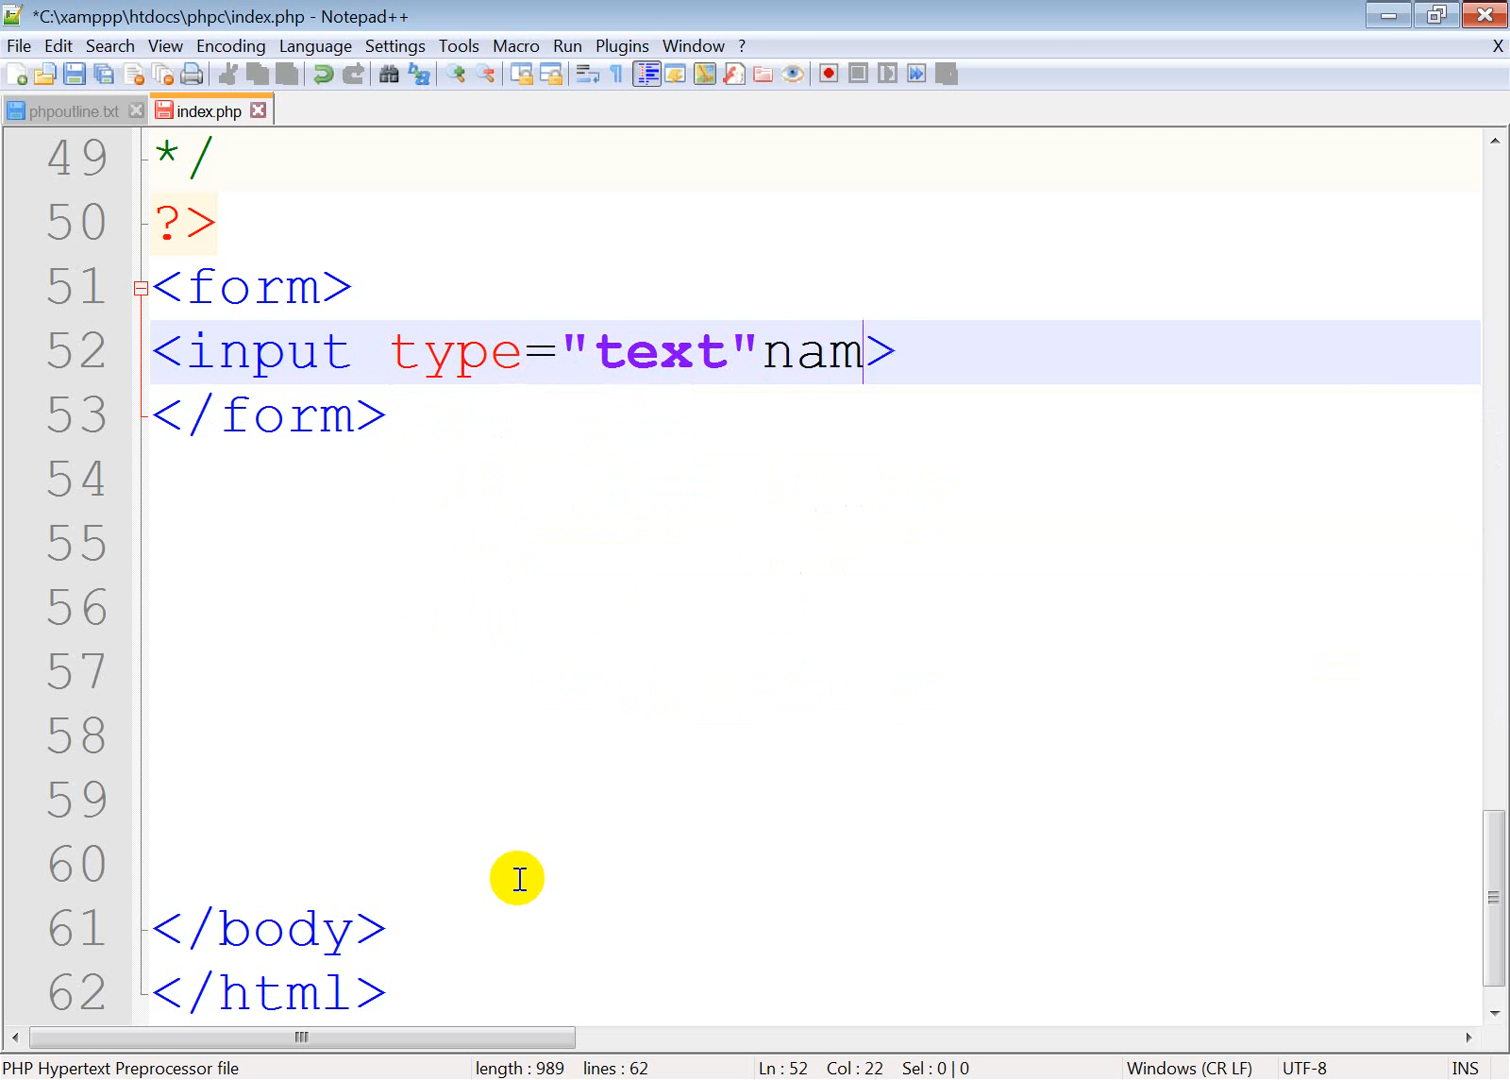 *C:\xamppp\htdocs\phpc\index.php - Notepad++
File Edit Search View Encoding Language Settings Tools Macro Run Plugins Window ? X
phpoutline.txt index.php
49 */
50 ?>
51 <form>
52 <input type="text"nam>
53 </form>
54
55
56
57
58
59
60
61 </body>
62 </html>
PHP Hypertext Preprocessor file length : 989 lines : 62 Ln : 52 Col : 22 Sel : 0 | 0 Windows (CR LF) UTF-8 INS